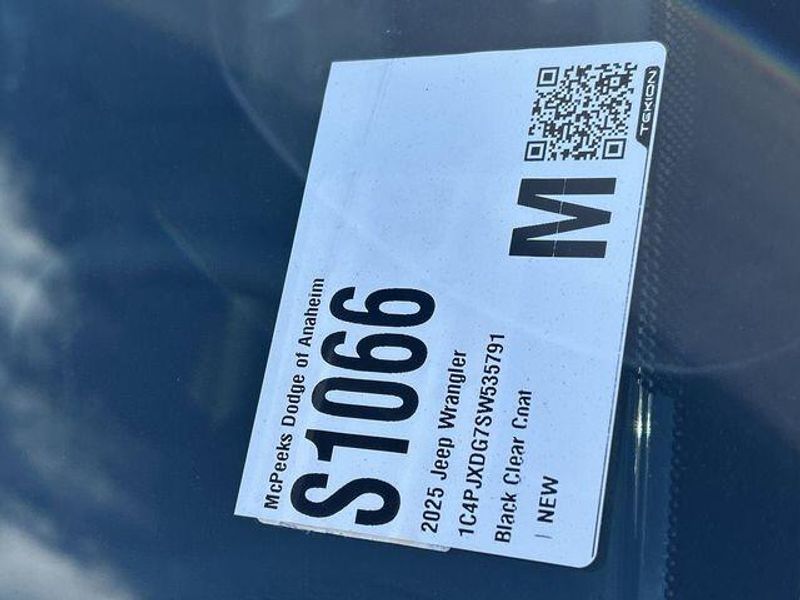 McPeeks Dodge of Anaheim
S1066
2025 Jeep Wrangler
1C4PJXDG7SW535791
Black Clear Coat
| NEW
M
TEKION